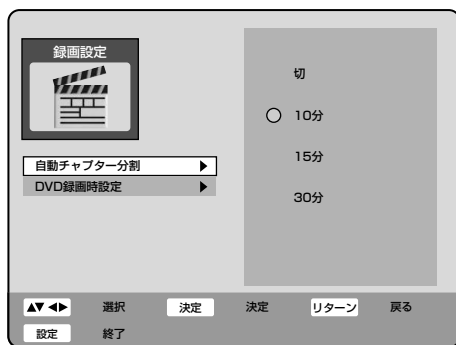 録画設定
自動チャプター分割 ▶
DVD録画時設定 ▶
切
○ 10分
15分
30分
▲▼ ◀▶ 選択 決定 決定 リターン 戻る
設定 終了